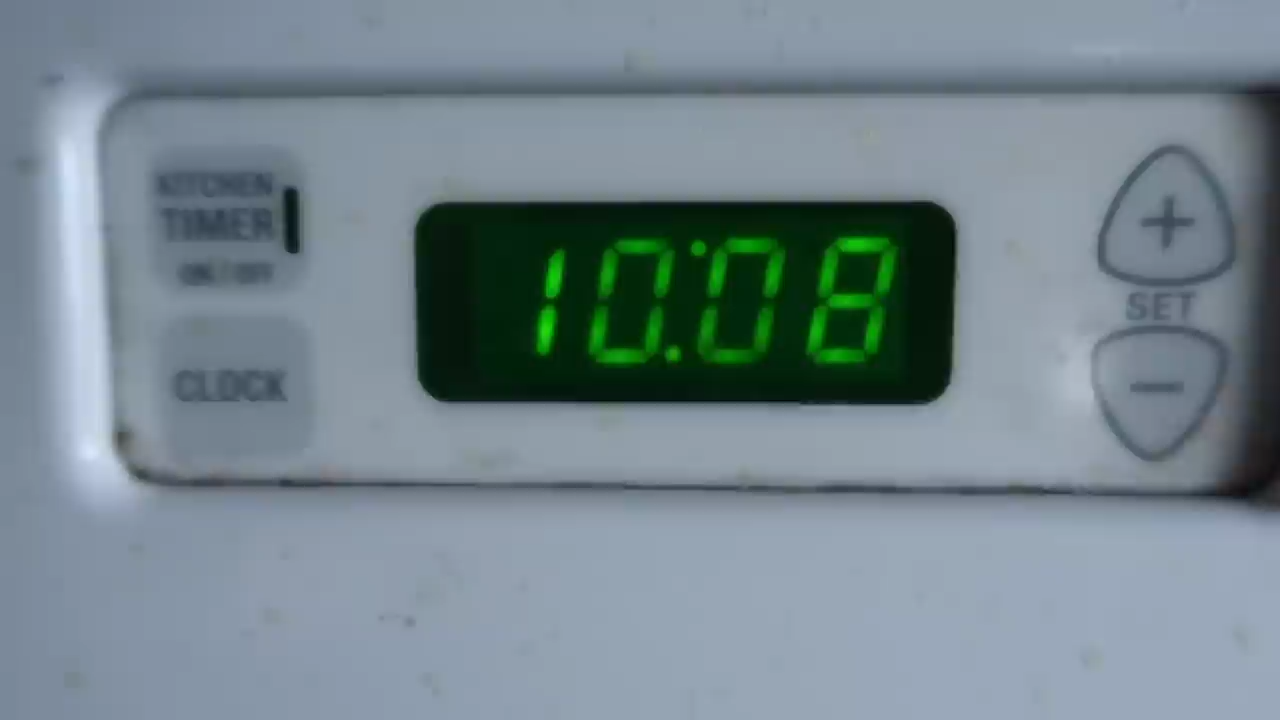 KITCHEN
TIMER
ON / OFF
10:08
+
SET
−
CLOCK